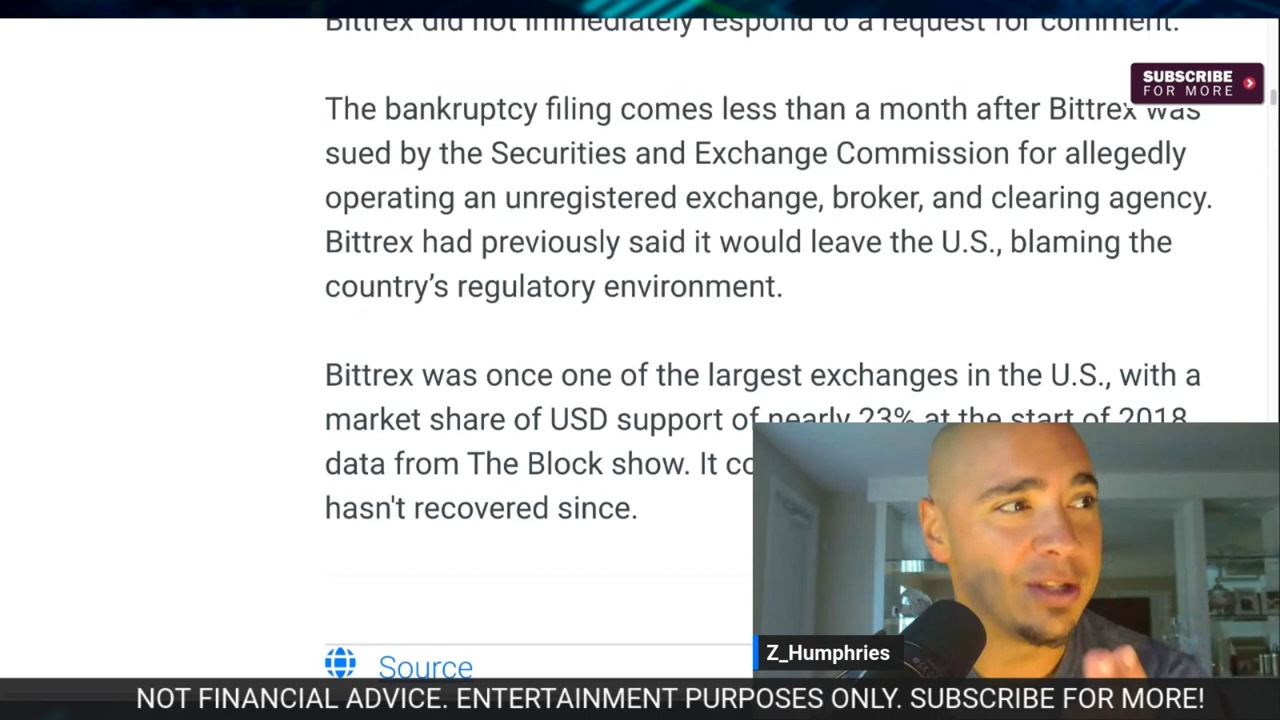 Bittrex did not immediately respond to a request for comment.
SUBSCRIBE
FOR MORE
The bankruptcy filing comes less than a month after Bittrex was
sued by the Securities and Exchange Commission for allegedly
operating an unregistered exchange, broker, and clearing agency.
Bittrex had previously said it would leave the U.S., blaming the
country’s regulatory environment.
Bittrex was once one of the largest exchanges in the U.S., with a
market share of USD support of nearly 23% at the start of 2018
data from The Block show. It
hasn't recovered since.
Z_Humphries
Source
NOT FINANCIAL ADVICE. ENTERTAINMENT PURPOSES ONLY. SUBSCRIBE FOR MORE!